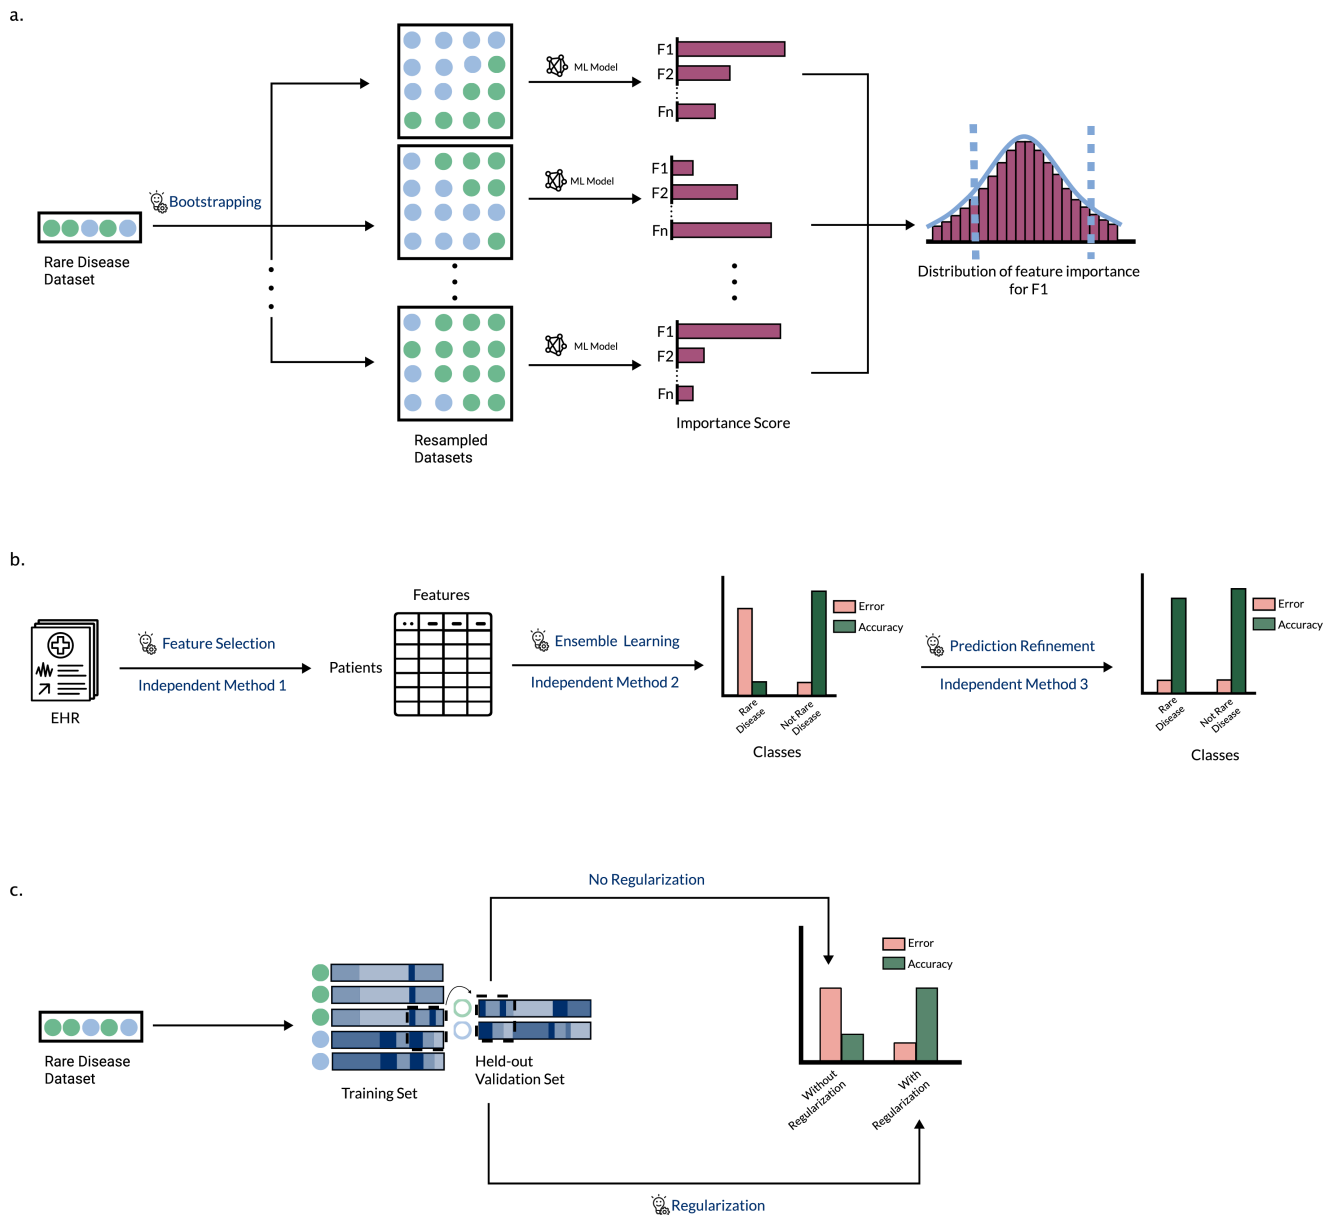 a.
Bootstrapping
Rare Disease
Dataset
ML Model
F1
F2
Fn
ML Model
F1
F2
Fn
ML Model
F1
F2
Fn
Resampled
Datasets
Importance Score
Distribution of feature importance
for F1
b.
EHR
Feature Selection
Independent Method 1
Features
Patients
Ensemble Learning
Independent Method 2
Error
Accuracy
Rare
Disease
Not Rare
Disease
Classes
Prediction Refinement
Independent Method 3
Error
Accuracy
Rare
Disease
Not Rare
Disease
Classes
c.
No Regularization
Rare Disease
Dataset
Training Set
Held-out
Validation Set
Error
Accuracy
Without
Regularization
With
Regularization
Regularization